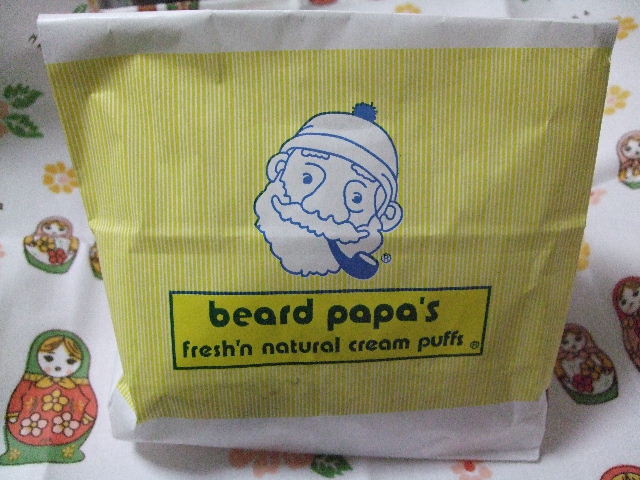 ®
beard papa's
fresh'n natural cream puffs ®